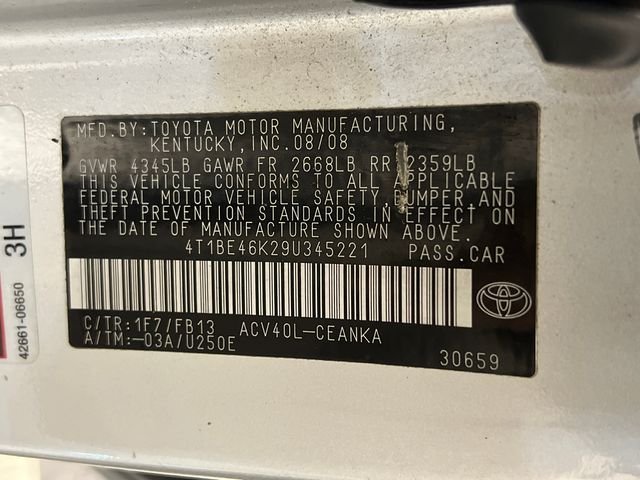 MFD.BY:TOYOTA MOTOR MANUFACTURING,
KENTUCKY, INC. 08/08
GVWR 4345LB GAWR FR 2668LB RR 2359LB
THIS VEHICLE CONFORMS TO ALL APPLICABLE
FEDERAL MOTOR VEHICLE SAFETY, BUMPER, AND
THEFT PREVENTION STANDARDS IN EFFECT ON
THE DATE OF MANUFACTURE SHOWN ABOVE.
4T1BE46K29U345221 PASS.CAR
C/TR:1F7/FB13 ACV40L-CEANKA
A/TM:-03A/U250E
30659
3H
42661-06650